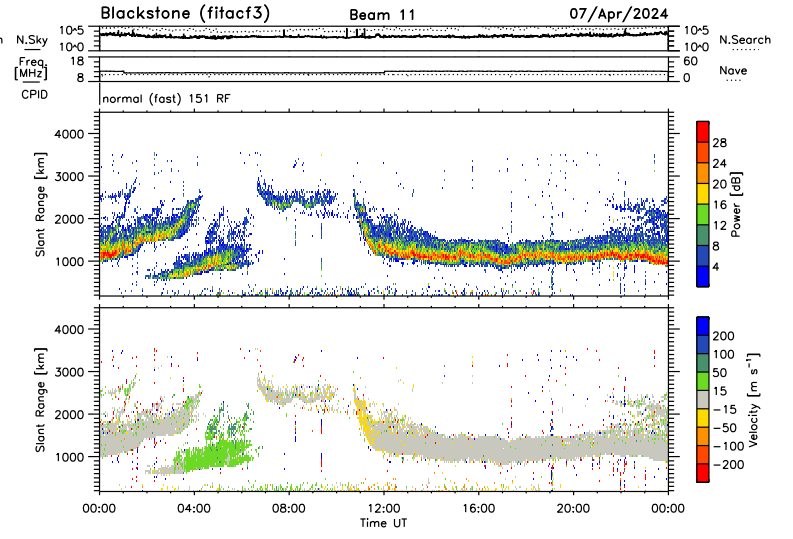 Blackstone (fitacf3) Beam 11 07/Apr/2024
N.Sky 10^5 10^0 10^5 10^0 N.Search
Freq. [MHz] 18 8 60 0 Nave
CPID normal (fast) 151 RF
Slant Range [km] 4000 3000 2000 1000
28 24 20 16 12 8 4 Power [dB]
Slant Range [km] 4000 3000 2000 1000
200 100 50 15 −15 −50 −100 −200 Velocity [m s⁻¹]
00:00 04:00 08:00 12:00 16:00 20:00 00:00
Time UT